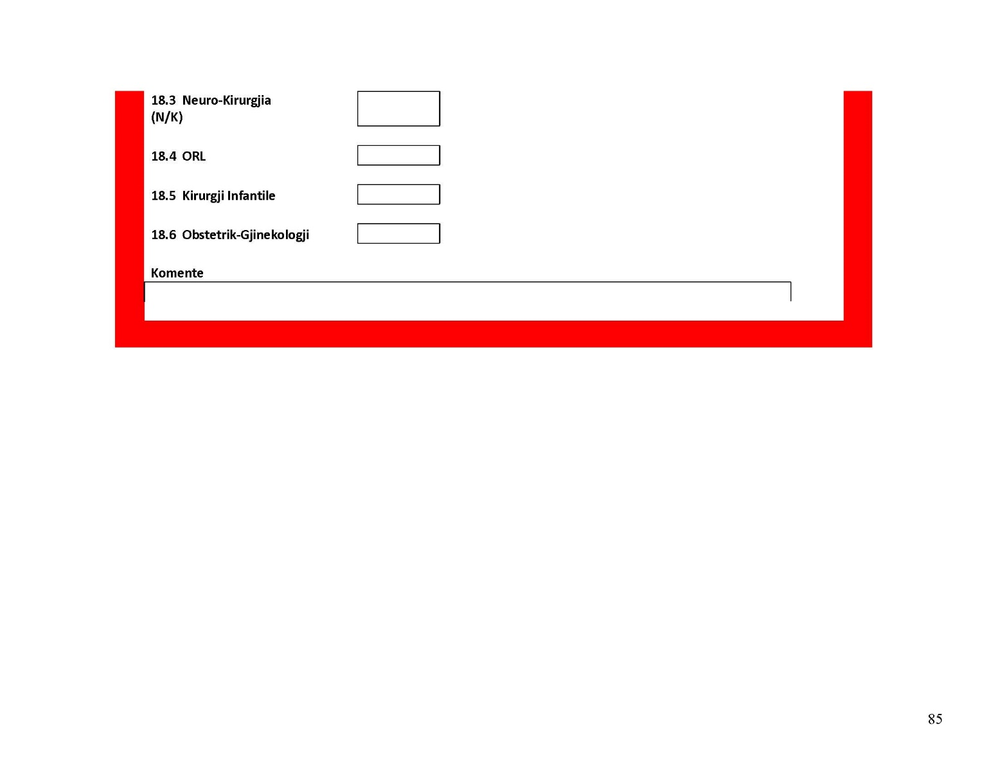 18.3 Neuro-Kirurgjia
(N/K)
18.4 ORL
18.5 Kirurgji Infantile
18.6 Obstetrik-Gjinekologji
Komente
85